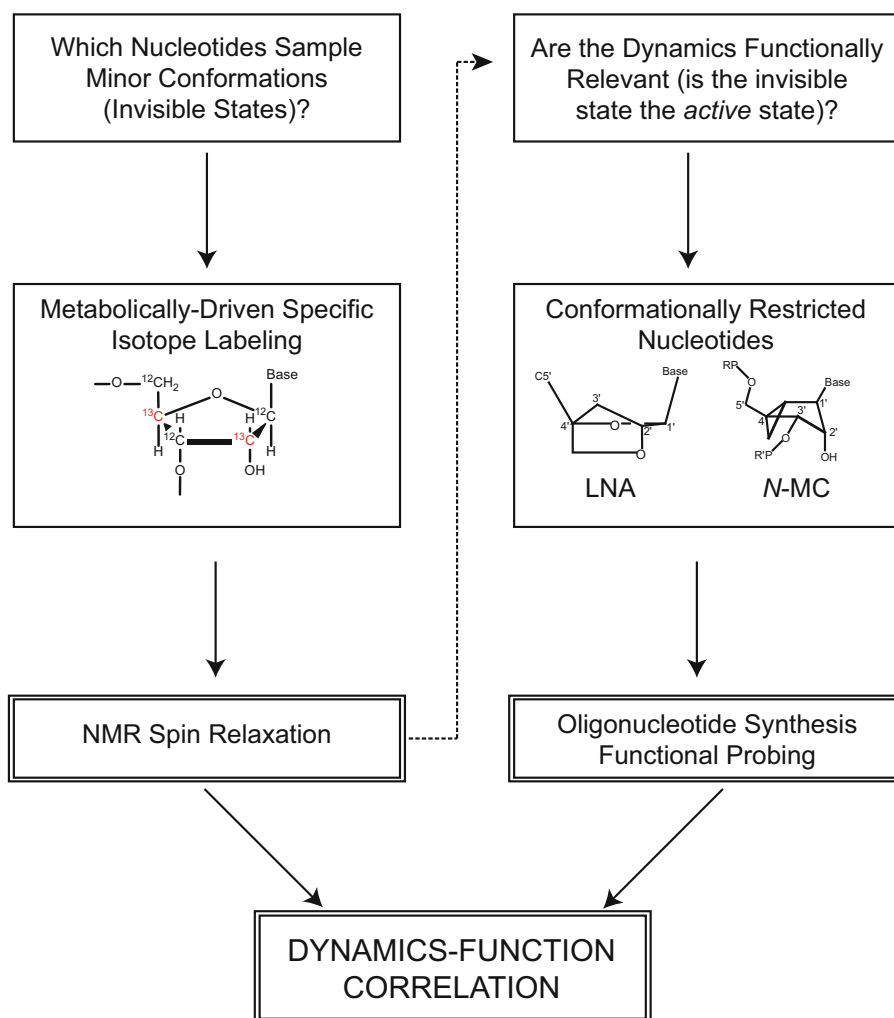 Which Nucleotides Sample
Minor Conformations
(Invisible States)?
Metabolically-Driven Specific
Isotope Labeling
O
¹²CH₂
O
Base
¹³C
H
H
¹²C
¹²C
¹³C
H
H
O
OH
NMR Spin Relaxation
Are the Dynamics Functionally
Relevant (is the invisible
state the active state)?
Conformationally Restricted
Nucleotides
C5'
3'
Base
4'
O
2'
1'
O
LNA
RP
O
Base
5'
1'
3'
4'
O
2'
R'P
OH
N-MC
Oligonucleotide Synthesis
Functional Probing
DYNAMICS-FUNCTION
CORRELATION